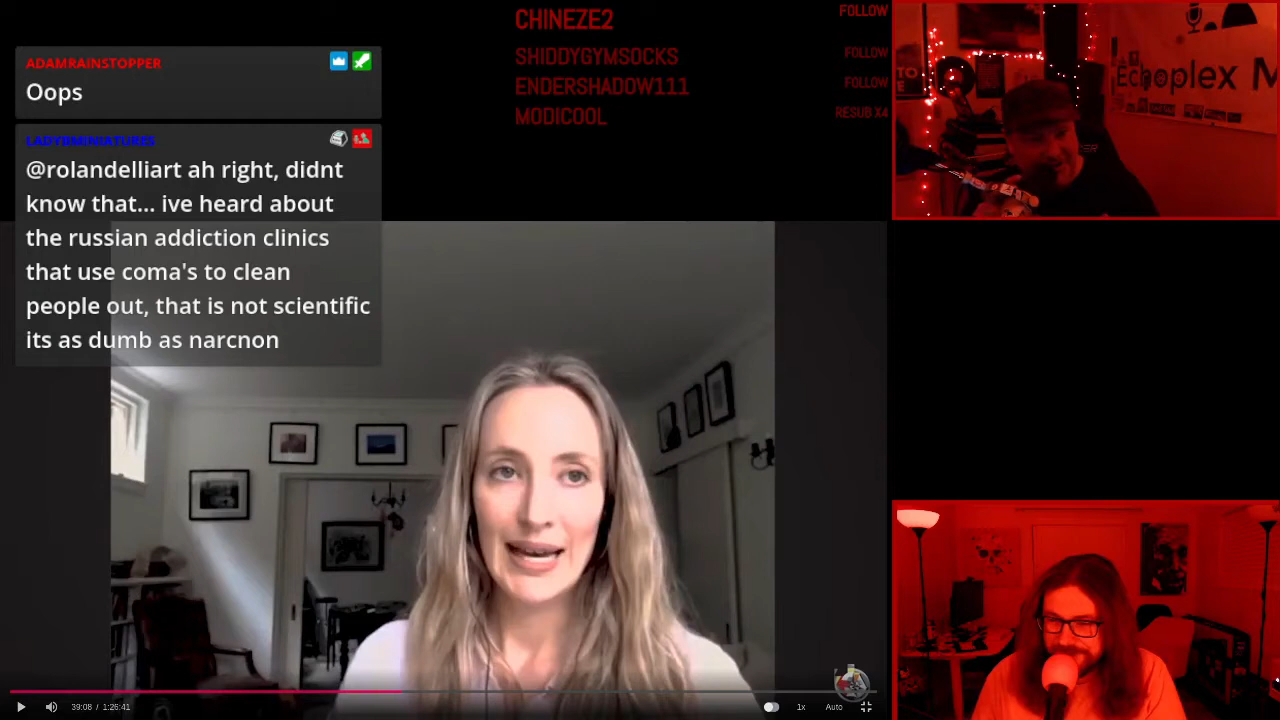 CHINEZE2
FOLLOW
SHIDDYGYMSOCKS
FOLLOW
ENDERSHADOW111
FOLLOW
MODICOOL
RESUB X4
ADAMRAINSTOPPER
Oops
LADYBMINIATURES
@rolandelliart ah right, didnt
know that... ive heard about
the russian addiction clinics
that use coma's to clean
people out, that is not scientific
its as dumb as narcnon
Echoplex M
39:08 / 1:26:41
1x
Auto